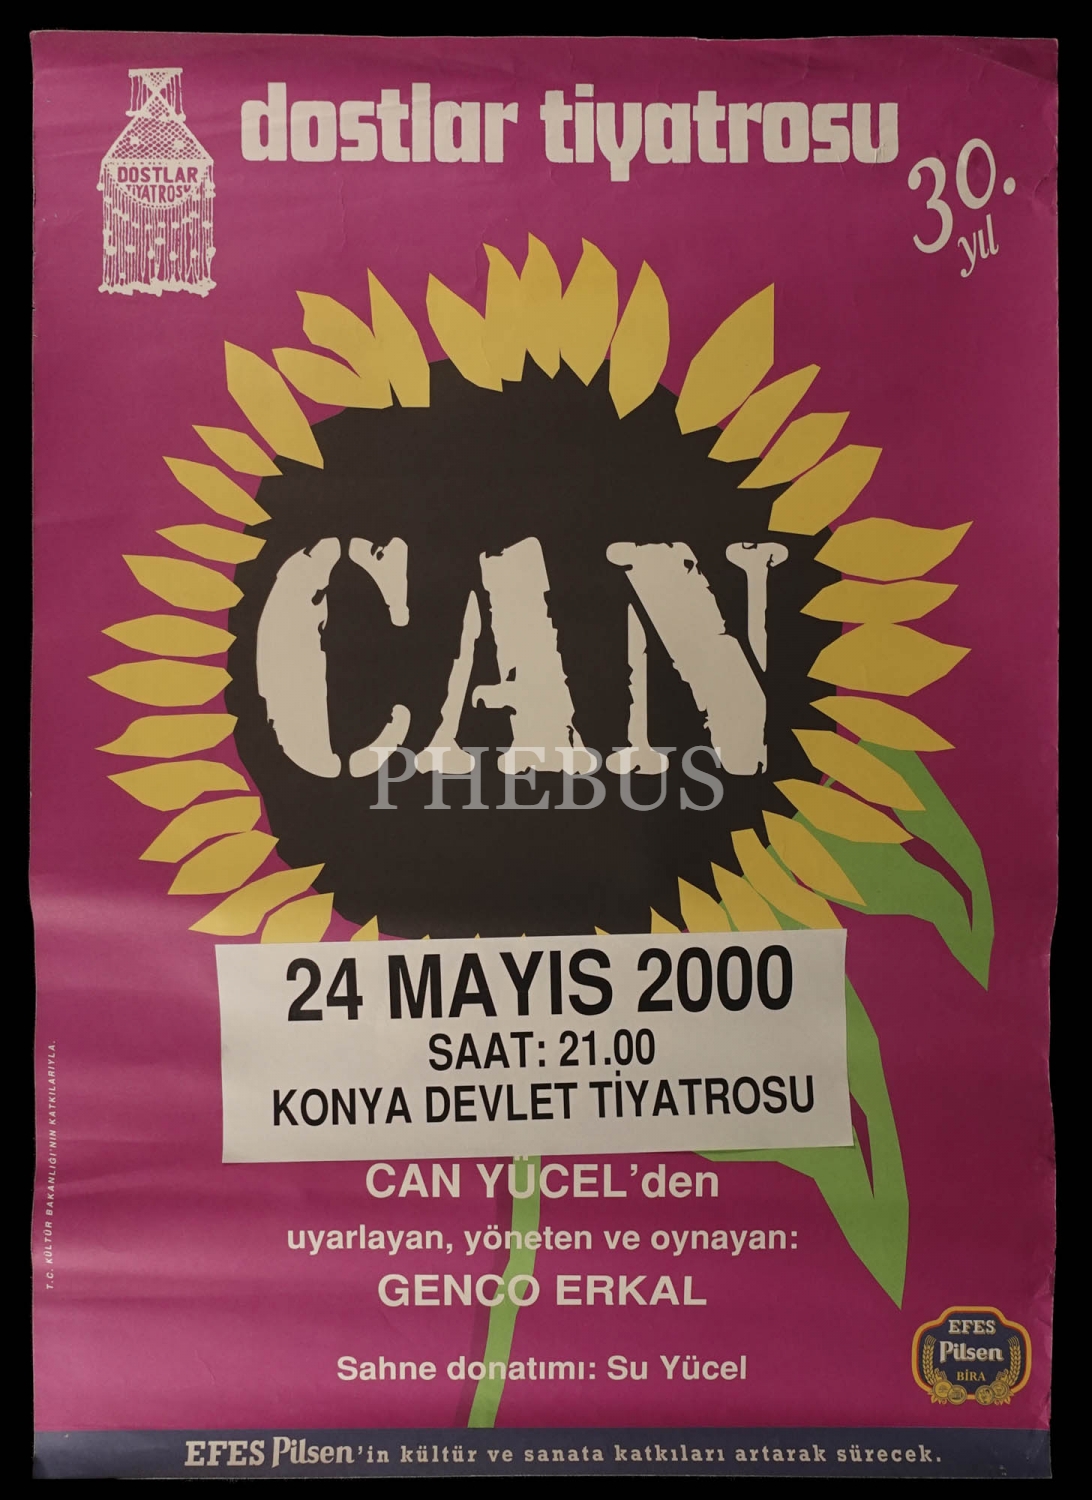 dostlar tiyatrosu
30.
yıl
DOSTLAR
TİYATROSU
CAN
PHEBUS
24 MAYIS 2000
SAAT: 21.00
KONYA DEVLET TİYATROSU
CAN YÜCEL'den
uyarlayan, yöneten ve oynayan:
GENCO ERKAL
Sahne donatımı: Su Yücel
T.C. KÜLTÜR BAKANLIĞI'NIN KATKILARIYLA.
EFES
Pilsen
BİRA
EFES Pilsen'in kültür ve sanata katkıları artarak sürecek.